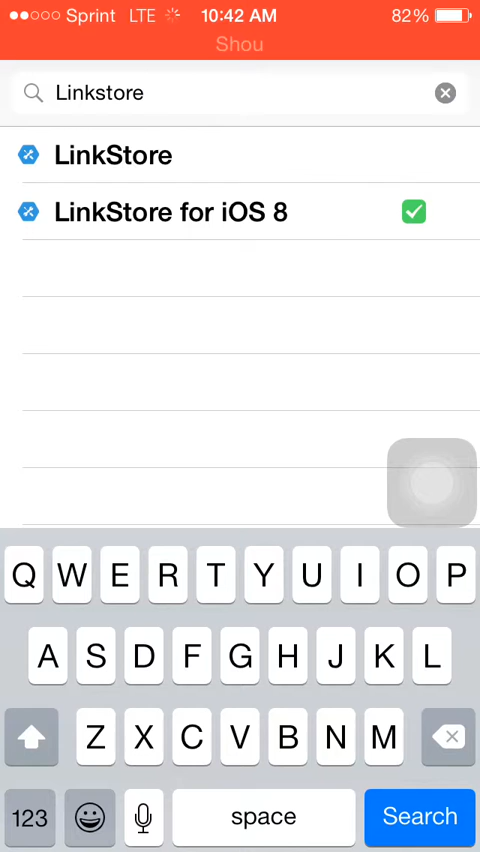 Sprint LTE 10:42 AM 82%
Shou
Linkstore
LinkStore
LinkStore for iOS 8
Q W E R T Y U I O P
A S D F G H J K L
Z X C V B N M
123 space Search